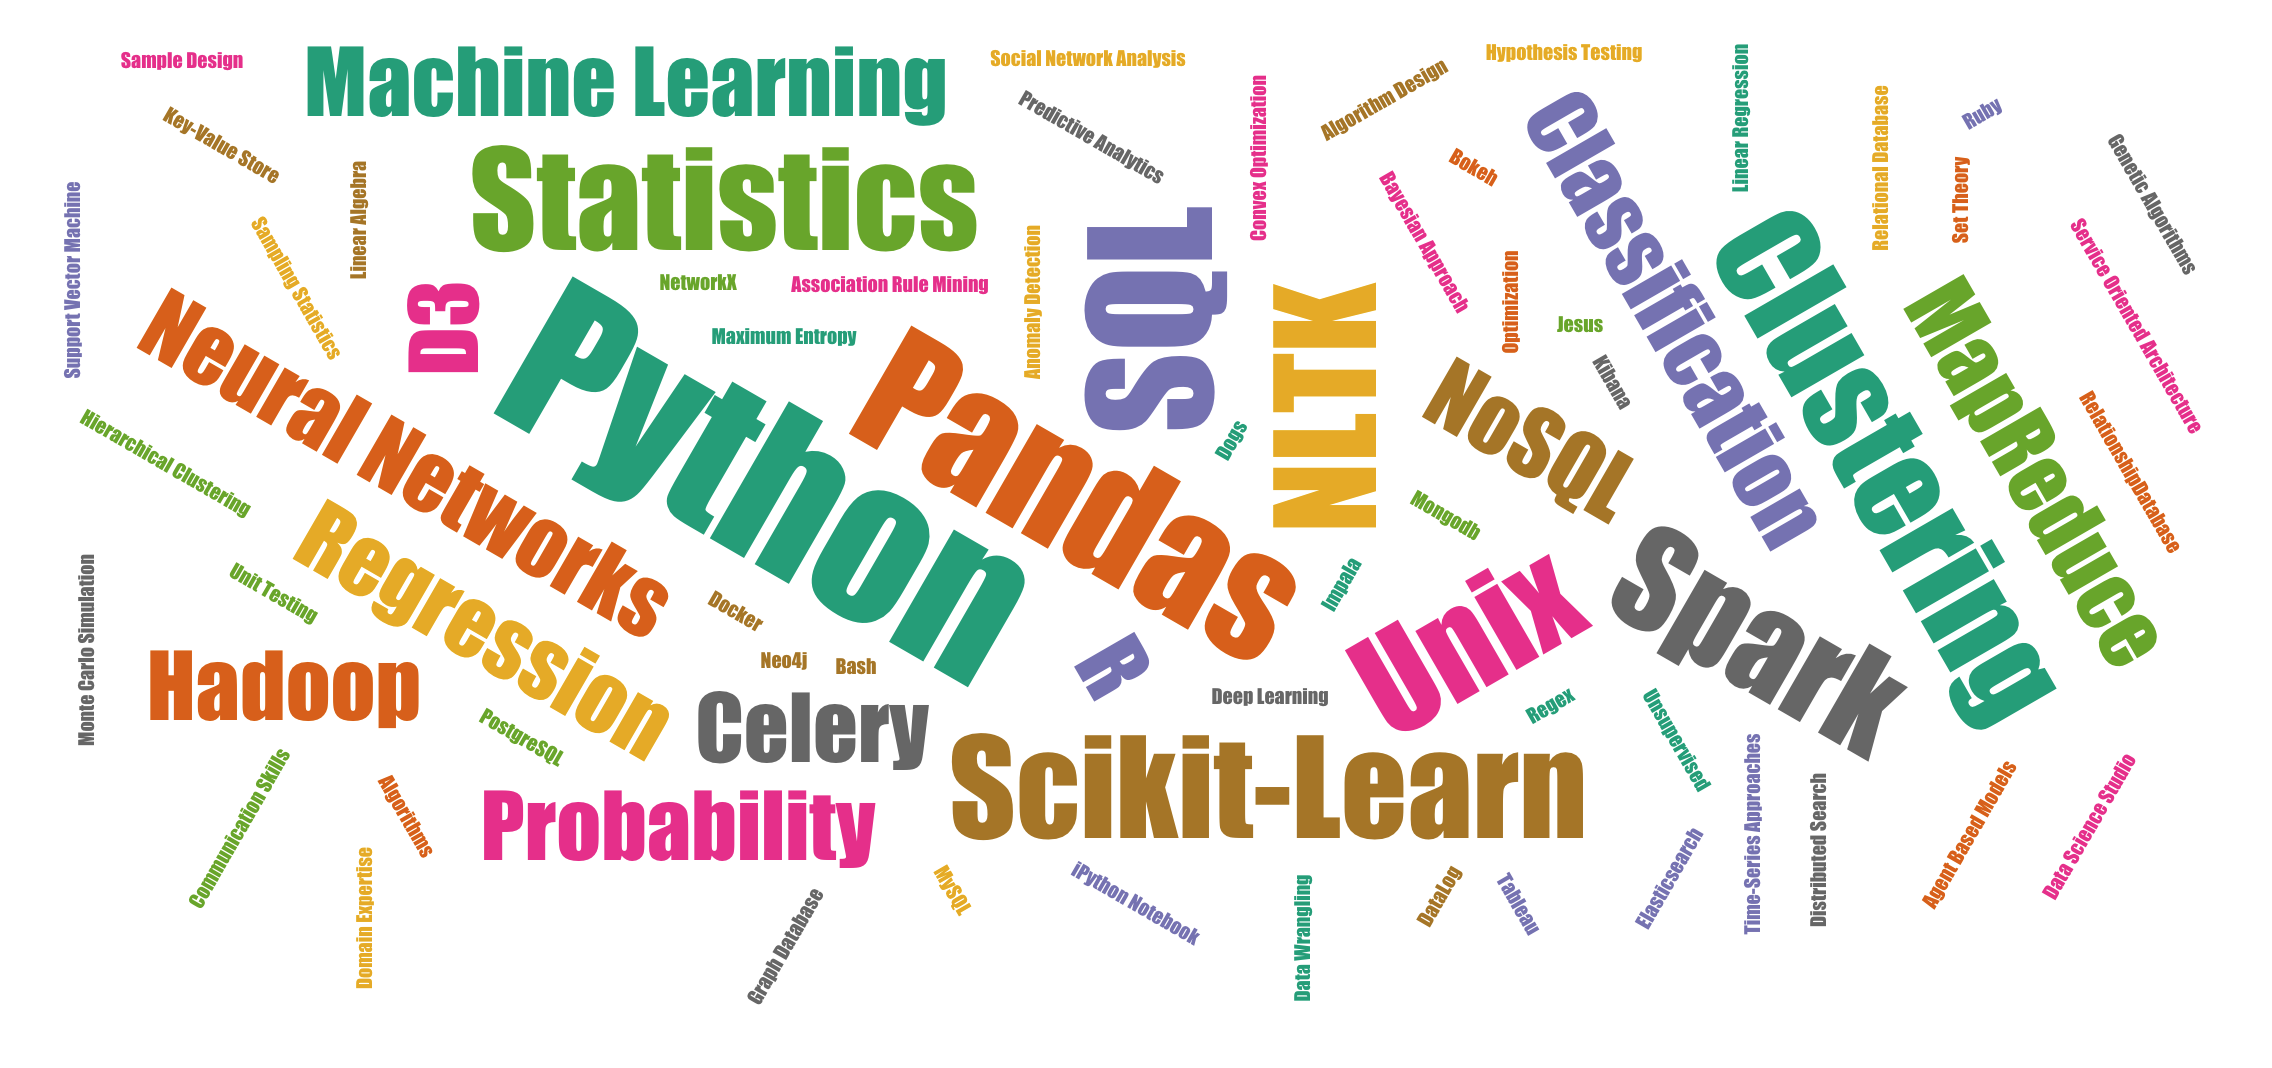 Sample Design
Machine Learning
Social Network Analysis
Hypothesis Testing
Key-Value Store
Predictive Analytics
Convex Optimization
Algorithm Design
Linear Regression
Relational Database
Ruby
Statistics
Bokeh
Classification
Set Theory
Genetic Algorithms
Support Vector Machine
Linear Algebra
Sampling Statistics
SQL
Bayesian Approach
Clustering
Service Oriented Architecture
D3
NetworkX
Association Rule Mining
Anomaly Detection
Optimization
MapReduce
Neural Networks
Python
Maximum Entropy
Pandas
NLTK
Jesus
Kibana
NoSQL
Dogs
RelationshipDatabase
Hierarchical Clustering
Mongodh
Regression
Unit Testing
Docker
Impala
Unix
Spark
Monte Carlo Simulation
Hadoop
Neo4j
Bash
R
Deep Learning
Regex
Unsupervised
PostgreSQL
Celery
Scikit-Learn
Communication Skills
Algorithms
Probability
Time-Series Approaches
Distributed Search
Agent Based Models
Data Science Studio
Domain Expertise
Graph Database
MySQL
iPython Notebook
Data Wrangling
DataLog
Tableau
Elasticsearch